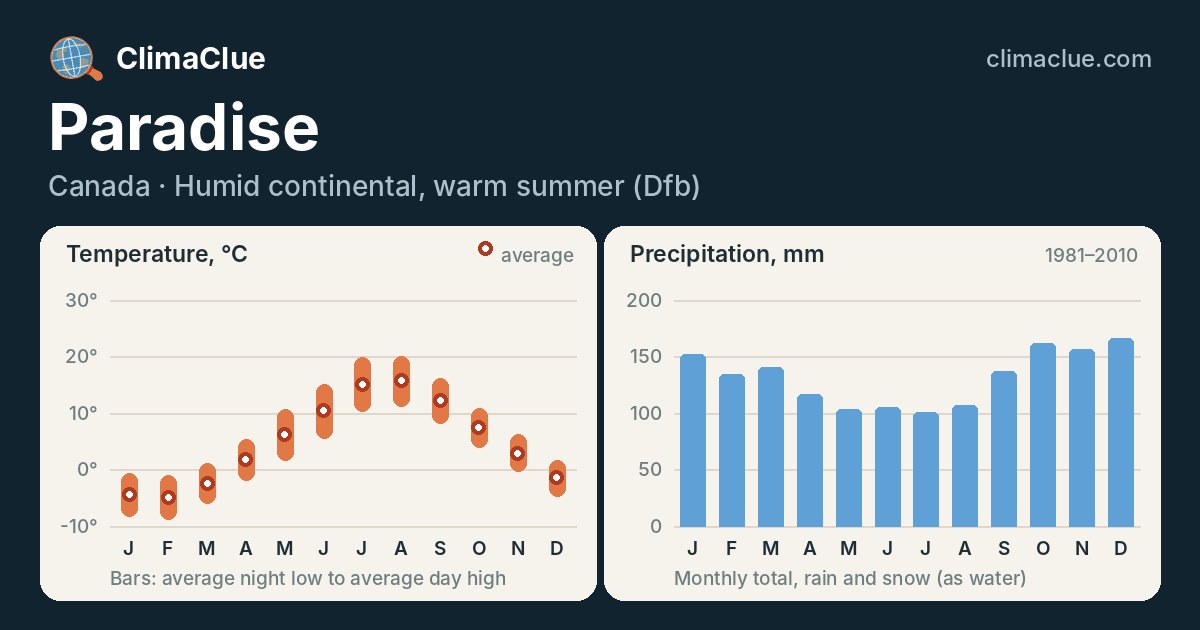 ClimaClue
climaclue.com
Paradise
Canada · Humid continental, warm summer (Dfb)
Temperature, °C
average
30°
20°
10°
0°
-10°
J F M A M J J A S O N D
Bars: average night low to average day high
Precipitation, mm
1981–2010
200
150
100
50
0
J F M A M J J A S O N D
Monthly total, rain and snow (as water)